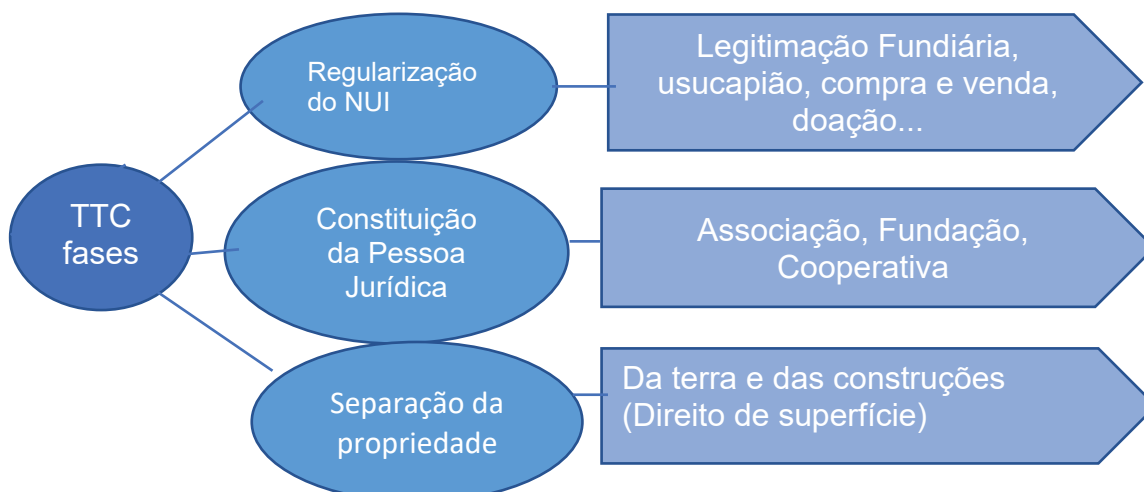 TTC
fases
Regularização
do NUI
Legitimação Fundiária,
usucapião, compra e venda,
doação...
Constituição
da Pessoa
Jurídica
Associação, Fundação,
Cooperativa
Separação da
propriedade
Da terra e das construções
(Direito de superfície)